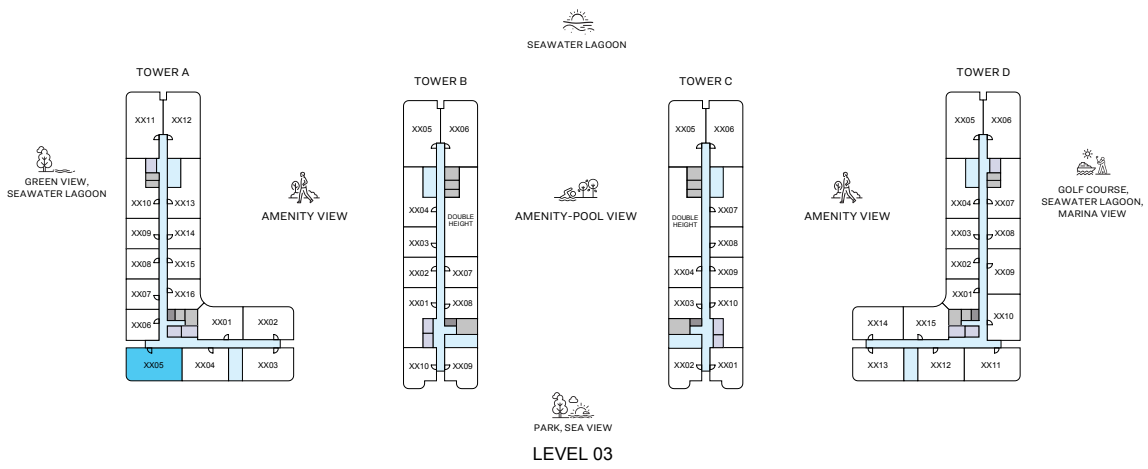 SEAWATER LAGOON
TOWER A
TOWER B
TOWER C
TOWER D
XX11
XX12
XX10
XX13
XX09
XX14
XX08
XX15
XX07
XX16
XX06
XX01
XX02
XX05
XX04
XX03
GREEN VIEW,
SEAWATER LAGOON
AMENITY VIEW
XX05
XX06
XX04
DOUBLE
HEIGHT
XX03
XX02
XX07
XX01
XX08
XX10
XX09
AMENITY-POOL VIEW
XX05
XX06
XX07
DOUBLE
HEIGHT
XX08
XX04
XX09
XX03
XX10
XX02
XX01
AMENITY VIEW
XX05
XX06
XX04
XX07
XX03
XX08
XX02
XX09
XX01
XX10
XX14
XX15
XX13
XX12
XX11
GOLF COURSE,
SEAWATER LAGOON,
MARINA VIEW
PARK, SEA VIEW
LEVEL 03